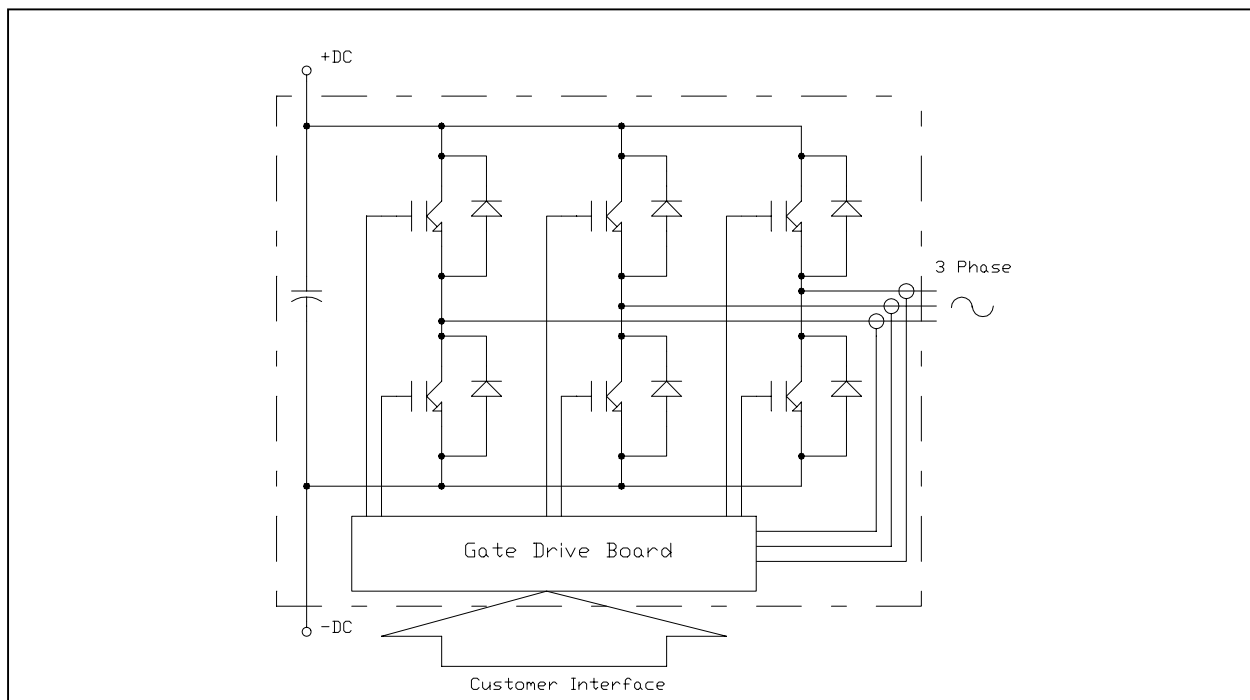 +DC
3 Phase
Gate Drive Board
-DC
Customer Interface